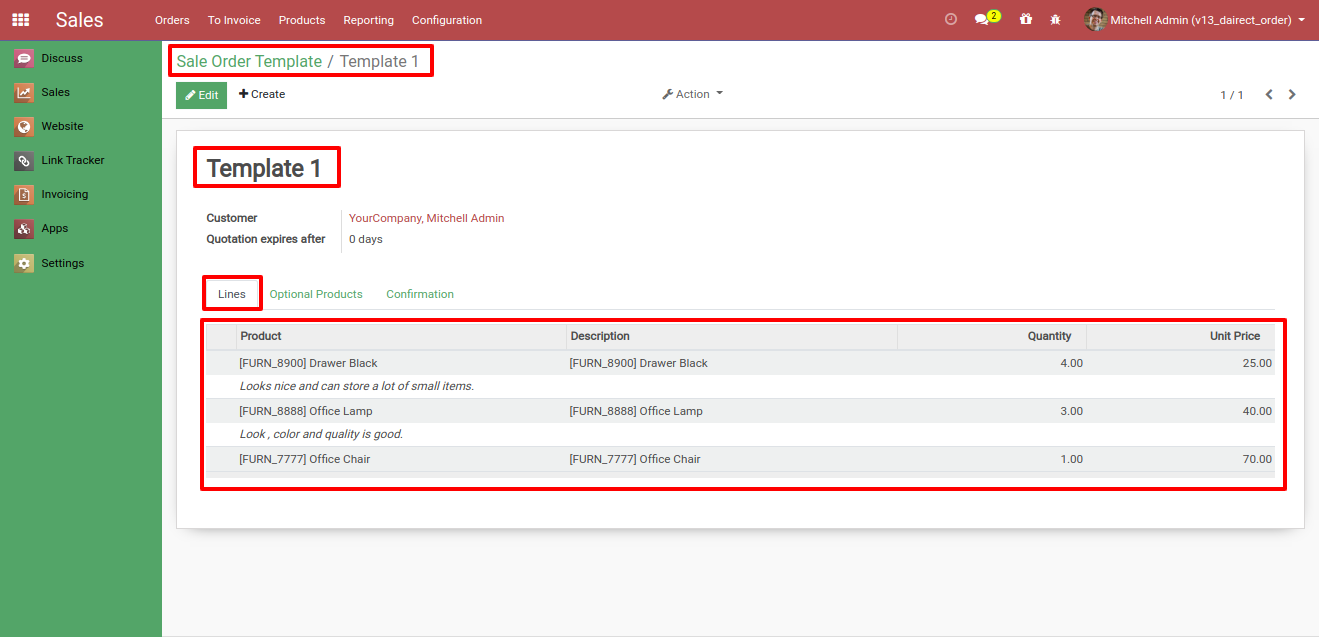 Sales Orders To Invoice Products Reporting Configuration 2 Mitchell Admin (v13_dairect_order)
Discuss
Sales
Website
Link Tracker
Invoicing
Apps
Settings
Sale Order Template / Template 1
Edit Create Action 1 / 1
Template 1
Customer YourCompany, Mitchell Admin
Quotation expires after 0 days
Lines Optional Products Confirmation
Product Description Quantity Unit Price
[FURN_8900] Drawer Black [FURN_8900] Drawer Black 4.00 25.00
Looks nice and can store a lot of small items.
[FURN_8888] Office Lamp [FURN_8888] Office Lamp 3.00 40.00
Look , color and quality is good.
[FURN_7777] Office Chair [FURN_7777] Office Chair 1.00 70.00